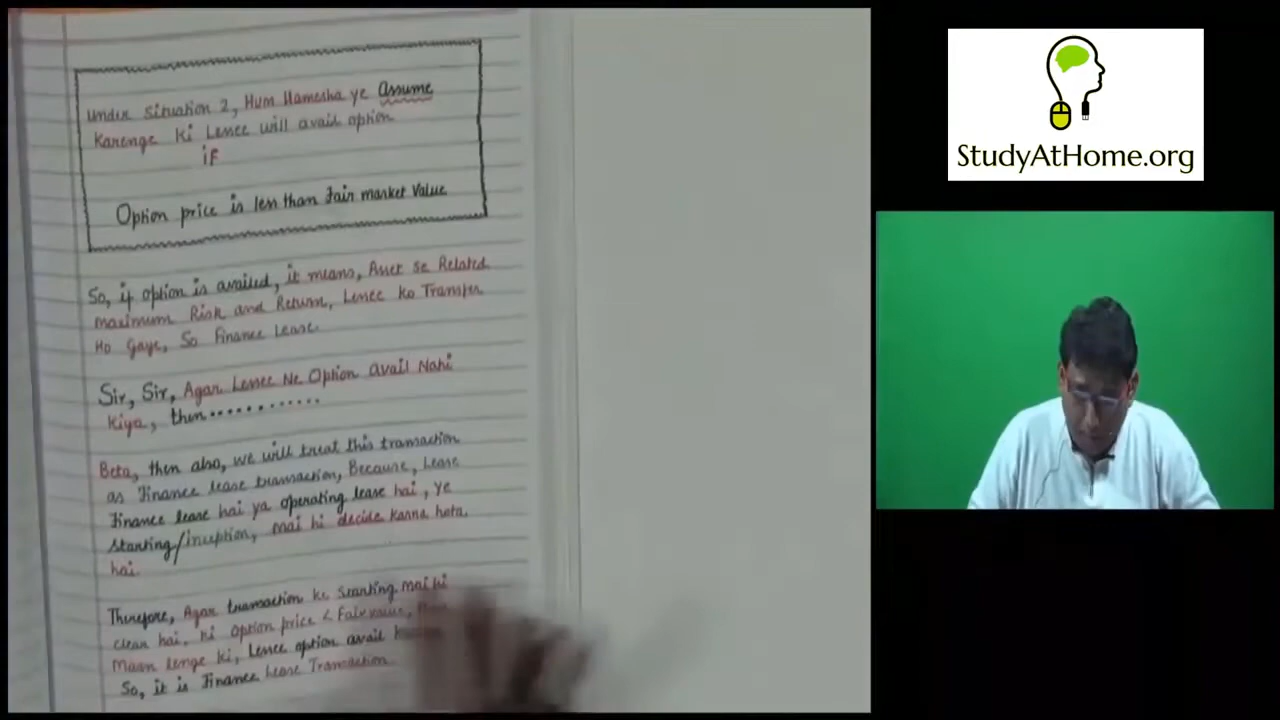 Under Situation 2, Hum Hamesha ye Assume
Karenge ki Lessee will avail option
if
Option price is less than Fair market Value
So, if option is availed, it means, Asset se Related
maximum Risk and Return, Lessee ko Transfer
Ho Gaye, So Finance Lease.
Sir, Sir, Agar Lessee Ne Option avail Nahi
kiya, then............
Beta, then also, we will treat this transaction
as Finance lease transaction, Because, Lease
Finance lease hai ya operating lease hai, ye
Starting/inception, mai hi decide karna hota
hai
Therefore, Agar transaction ke Starting mai hi
clear hai, ki Option price < Fair value,
Maan lenge ki, Lessee option avail
So, it is Finance Lease Transaction
StudyAtHome.org